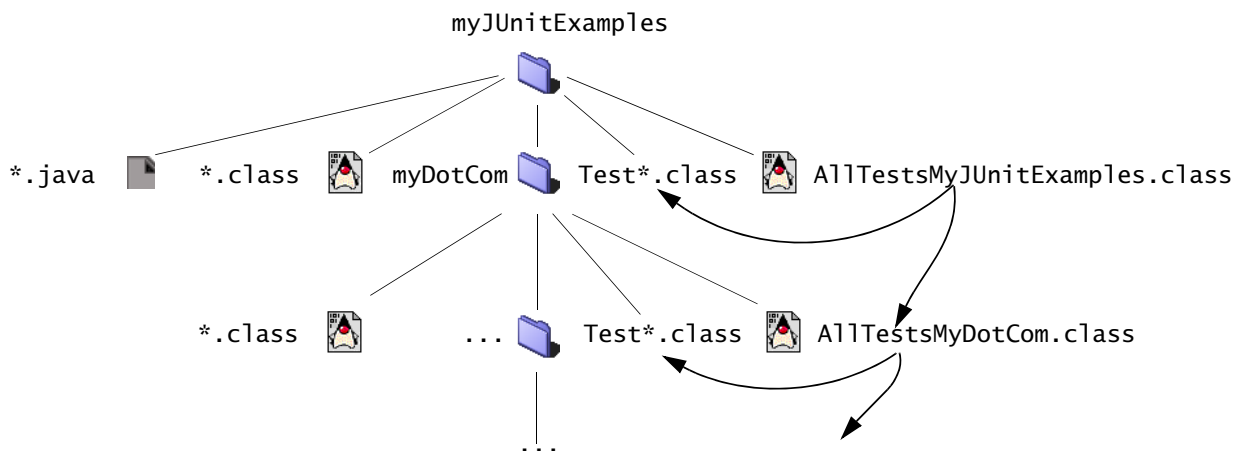 myJUnitExamples
*.java *.class myDotCom Test*.class AllTestsMyJUnitExamples.class
*.class ... Test*.class AllTestsMyDotCom.class
...